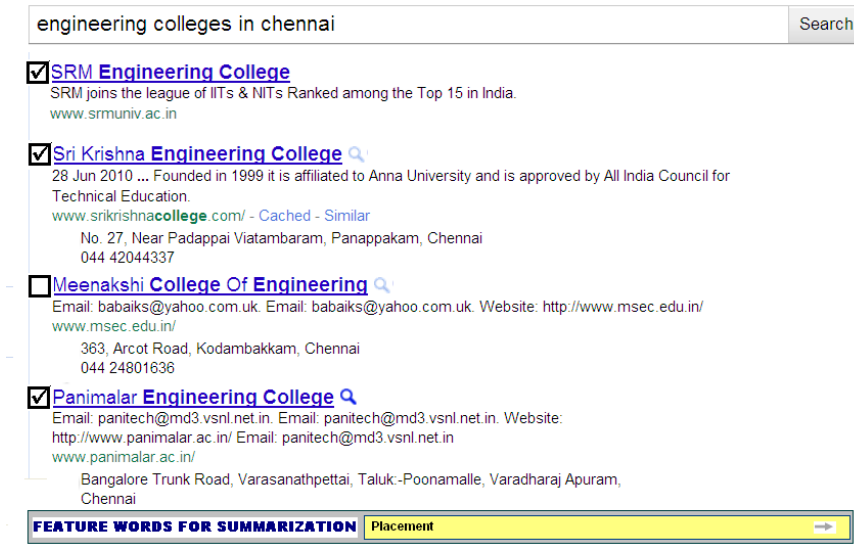 engineering colleges in chennai Search
SRM Engineering College
SRM joins the league of IITs & NITs Ranked among the Top 15 in India.
www.srmuniv.ac.in
Sri Krishna Engineering College
28 Jun 2010 ... Founded in 1999 it is affiliated to Anna University and is approved by All India Council for
Technical Education.
www.srikrishnacollege.com/ - Cached - Similar
No. 27, Near Padappai Viatambaram, Panappakam, Chennai
044 42044337
Meenakshi College Of Engineering
Email: babaiks@yahoo.com.uk. Email: babaiks@yahoo.com.uk. Website: http://www.msec.edu.in/
www.msec.edu.in/
363, Arcot Road, Kodambakkam, Chennai
044 24801636
Panimalar Engineering College
Email: panitech@md3.vsnl.net.in. Email: panitech@md3.vsnl.net.in. Website:
http://www.panimalar.ac.in/ Email: panitech@md3.vsnl.net.in
www.panimalar.ac.in/
Bangalore Trunk Road, Varasanathpettai, Taluk:-Poonamalle, Varadharaj Apuram,
Chennai
FEATURE WORDS FOR SUMMARIZATION Placement